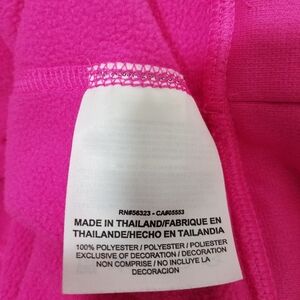 RN#56323 - CA#05553
MADE IN THAILAND/FABRIQUE EN
THAILANDE/HECHO EN TAILANDIA
100% POLYESTER / POLYESTER / POLIESTER
EXCLUSIVE OF DECORATION / DECORATION
NON COMPRISE / NO INCLUYE LA
DECORACION